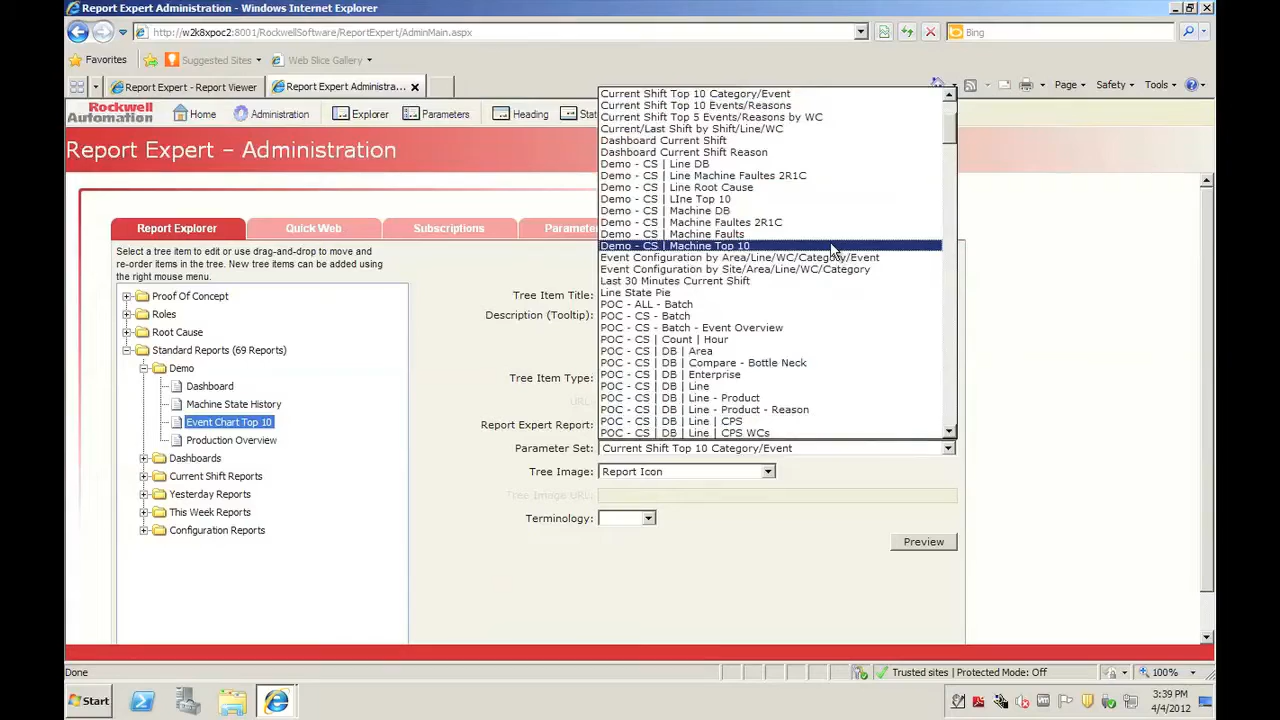 Report Expert Administration - Windows Internet Explorer
http://w2k8xpoc2:8001/RockwellSoftware/ReportExpert/AdminMain.aspx
Bing
Favorites
Suggested Sites
Web Slice Gallery
Report Expert - Report Viewer
Report Expert Administra...
Page
Safety
Tools
Rockwell
Automation
Home
Administration
Explorer
Parameters
Heading
Report Expert – Administration
Report Explorer
Quick Web
Subscriptions
Select a tree item to edit or use drag-and-drop to move and
re-order items in the tree. New tree items can be added using
the right mouse menu.
Proof Of Concept
Roles
Root Cause
Standard Reports (69 Reports)
Demo
Dashboard
Machine State History
Event Chart Top 10
Production Overview
Dashboards
Current Shift Reports
Yesterday Reports
This Week Reports
Configuration Reports
Tree Item Title:
Description (Tooltip):
Tree Item Type:
URL:
Report Expert Report:
Current Shift Top 10 Category/Event
Current Shift Top 10 Events/Reasons
Current Shift Top 5 Events/Reasons by WC
Current/Last Shift by Shift/Line/WC
Dashboard Current Shift
Dashboard Current Shift Reason
Demo - CS | Line DB
Demo - CS | Line Machine Faultes 2R1C
Demo - CS | Line Root Cause
Demo - CS | LIne Top 10
Demo - CS | Machine DB
Demo - CS | Machine Faultes 2R1C
Demo - CS | Machine Faults
Demo - CS | Machine Top 10
Event Configuration by Area/Line/WC/Category/Event
Event Configuration by Site/Area/Line/WC/Category
Last 30 Minutes Current Shift
Line State Pie
POC - ALL - Batch
POC - CS - Batch
POC - CS - Batch - Event Overview
POC - CS | Count | Hour
POC - CS | DB | Area
POC - CS | DB | Compare - Bottle Neck
POC - CS | DB | Enterprise
POC - CS | DB | Line
POC - CS | DB | Line - Product
POC - CS | DB | Line - Product - Reason
POC - CS | DB | Line | CPS
POC - CS | DB | Line | CPS WCs
Parameter Set: Current Shift Top 10 Category/Event
Tree Image: Report Icon
Tree Image URL:
Terminology:
Preview
Done
Trusted sites | Protected Mode: Off
100%
Start
3:39 PM
4/4/2012